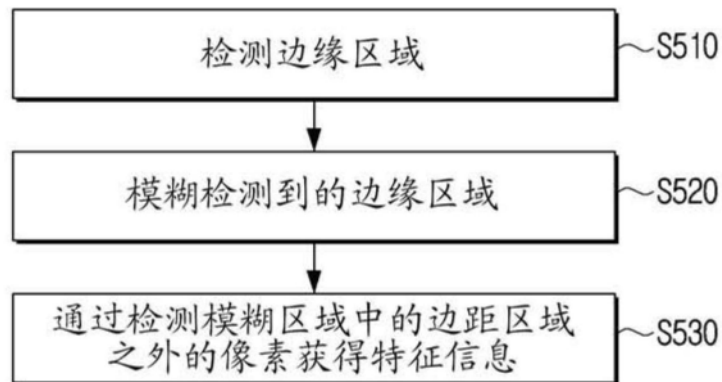 检测边缘区域
S510
模糊检测到的边缘区域
S520
通过检测模糊区域中的边距区域
之外的像素获得特征信息
S530